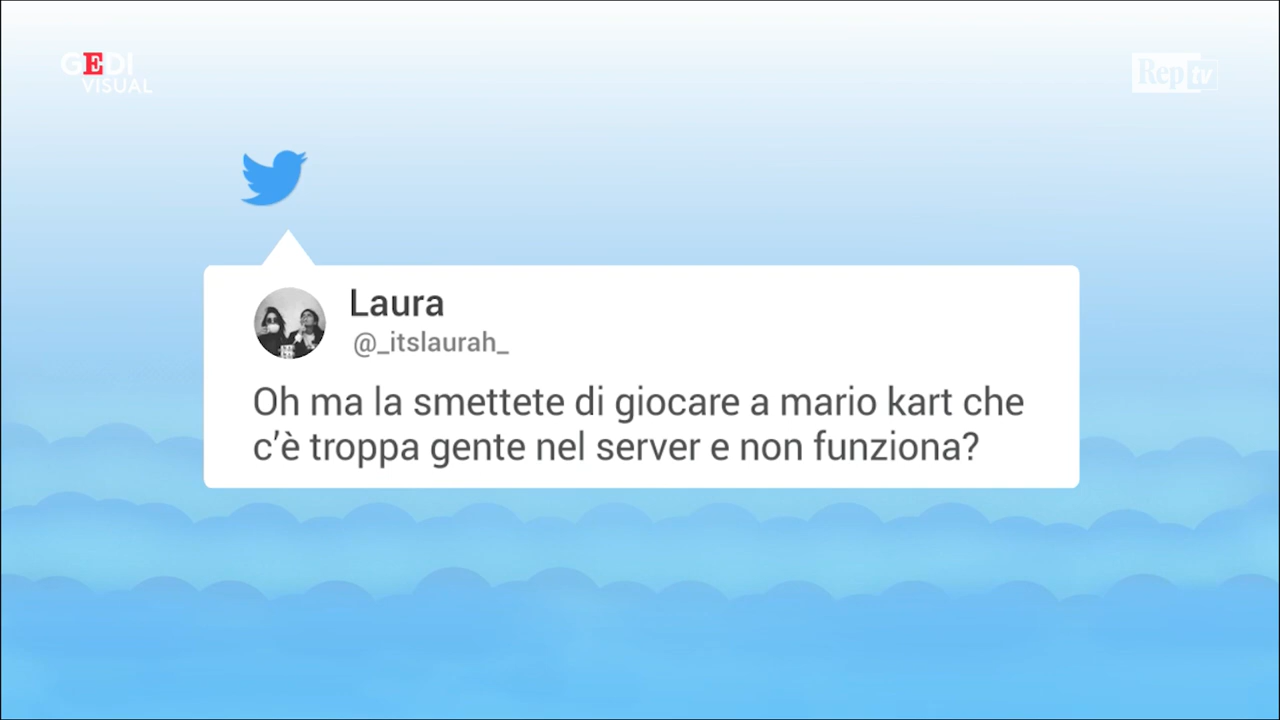 GEDI
VISUAL
Rep tv
Laura
@_itslaurah_
Oh ma la smettete di giocare a mario kart che
c'è troppa gente nel server e non funziona?